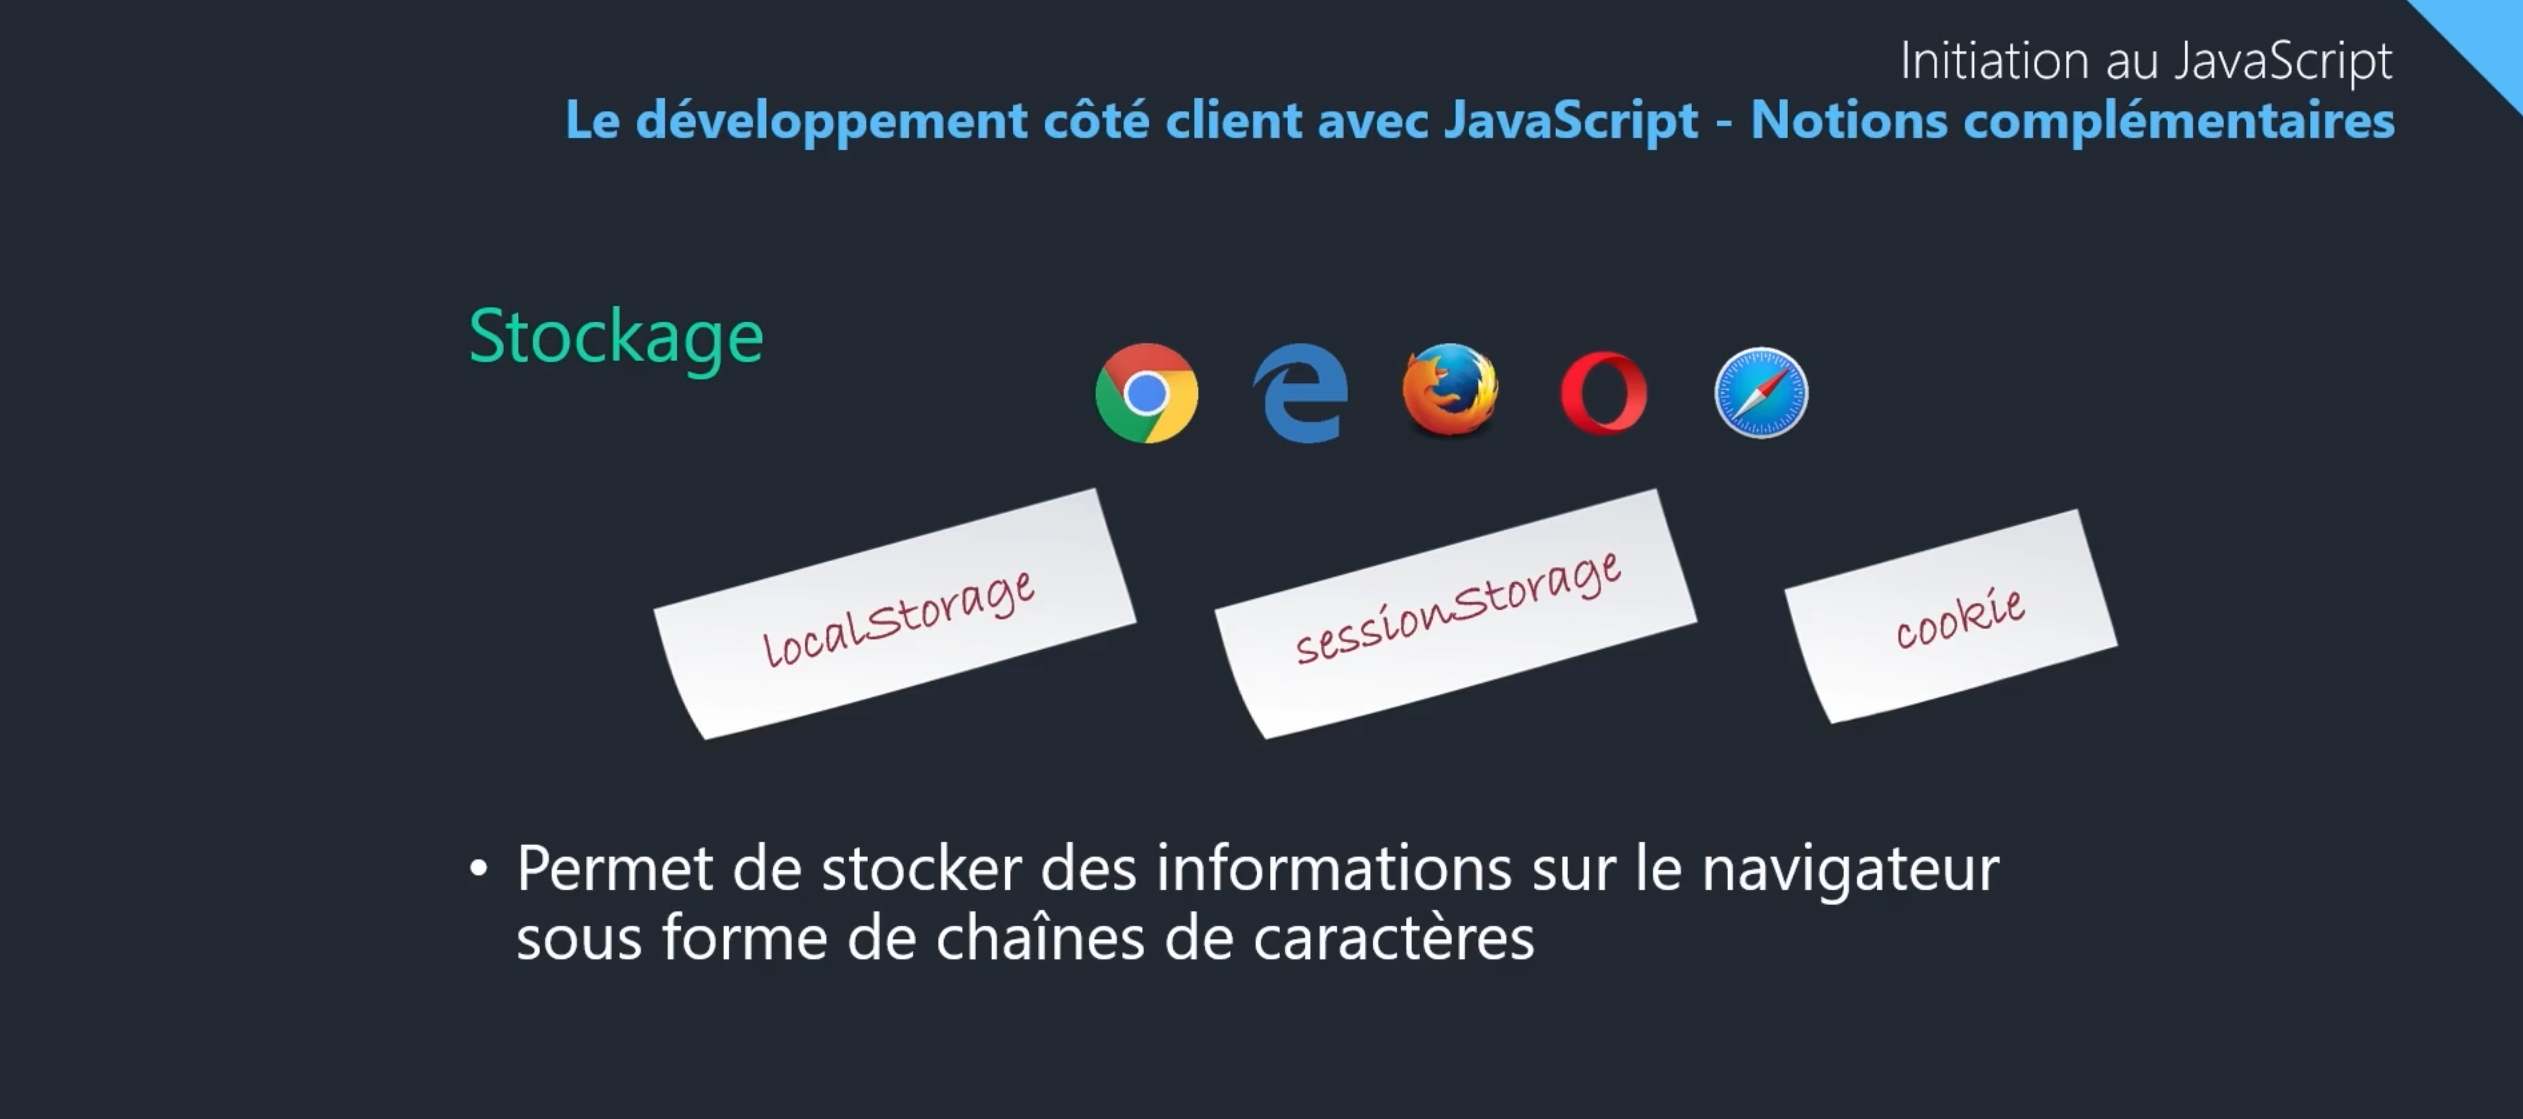 Initiation au JavaScript
Le développement côté client avec JavaScript - Notions complémentaires
Stockage
localStorage
sessionStorage
cookie
• Permet de stocker des informations sur le navigateur
sous forme de chaînes de caractères